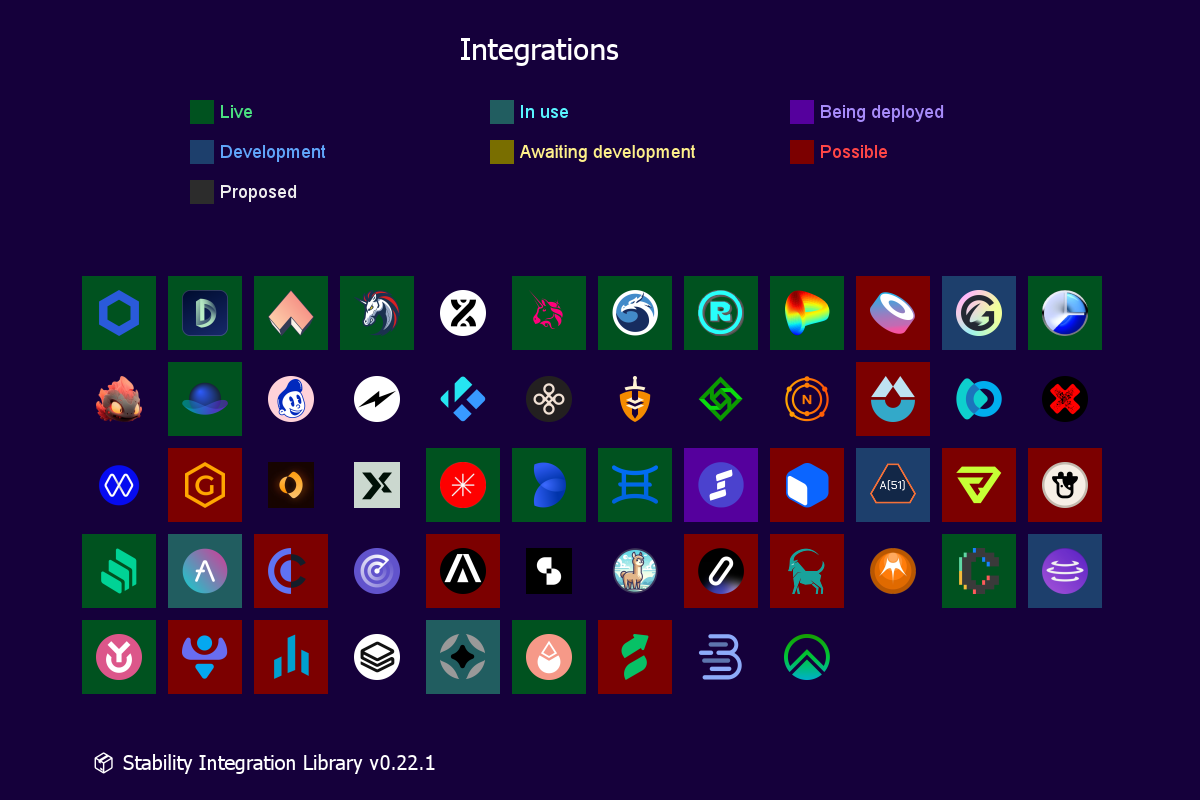 Integrations
Live
In use
Being deployed
Development
Awaiting development
Possible
Proposed
N
G
A[51]
Stability Integration Library v0.22.1